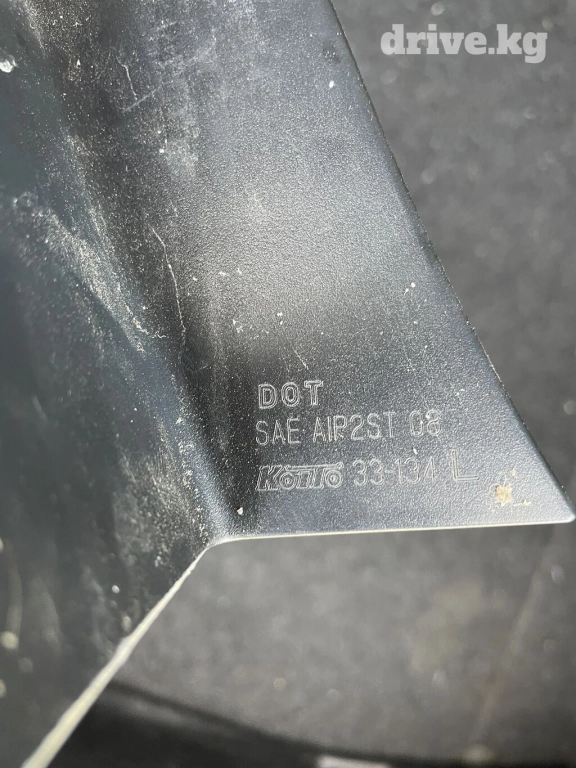 drive.kg
DOT
SAE AIP2ST 08
KOITO 33-134 L